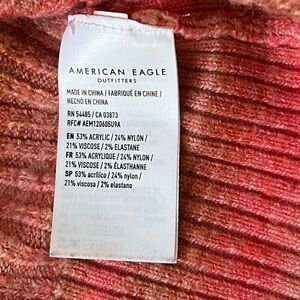 AMERICAN EAGLE
OUTFITTERS
MADE IN CHINA / FABRIQUÉ EN CHINE /
HECHO EN CHINA
RN 54485 / CA 03873
RFC# AEM120605U9A
EN 53% ACRYLIC / 24% NYLON /
21% VISCOSE / 2% ELASTANE
FR 53% ACRYLIQUE / 24% NYLON /
21% VISCOSE / 2% ÉLASTHANNE
SP 53% acrílico / 24% nylon /
21% viscosa / 2% elastano